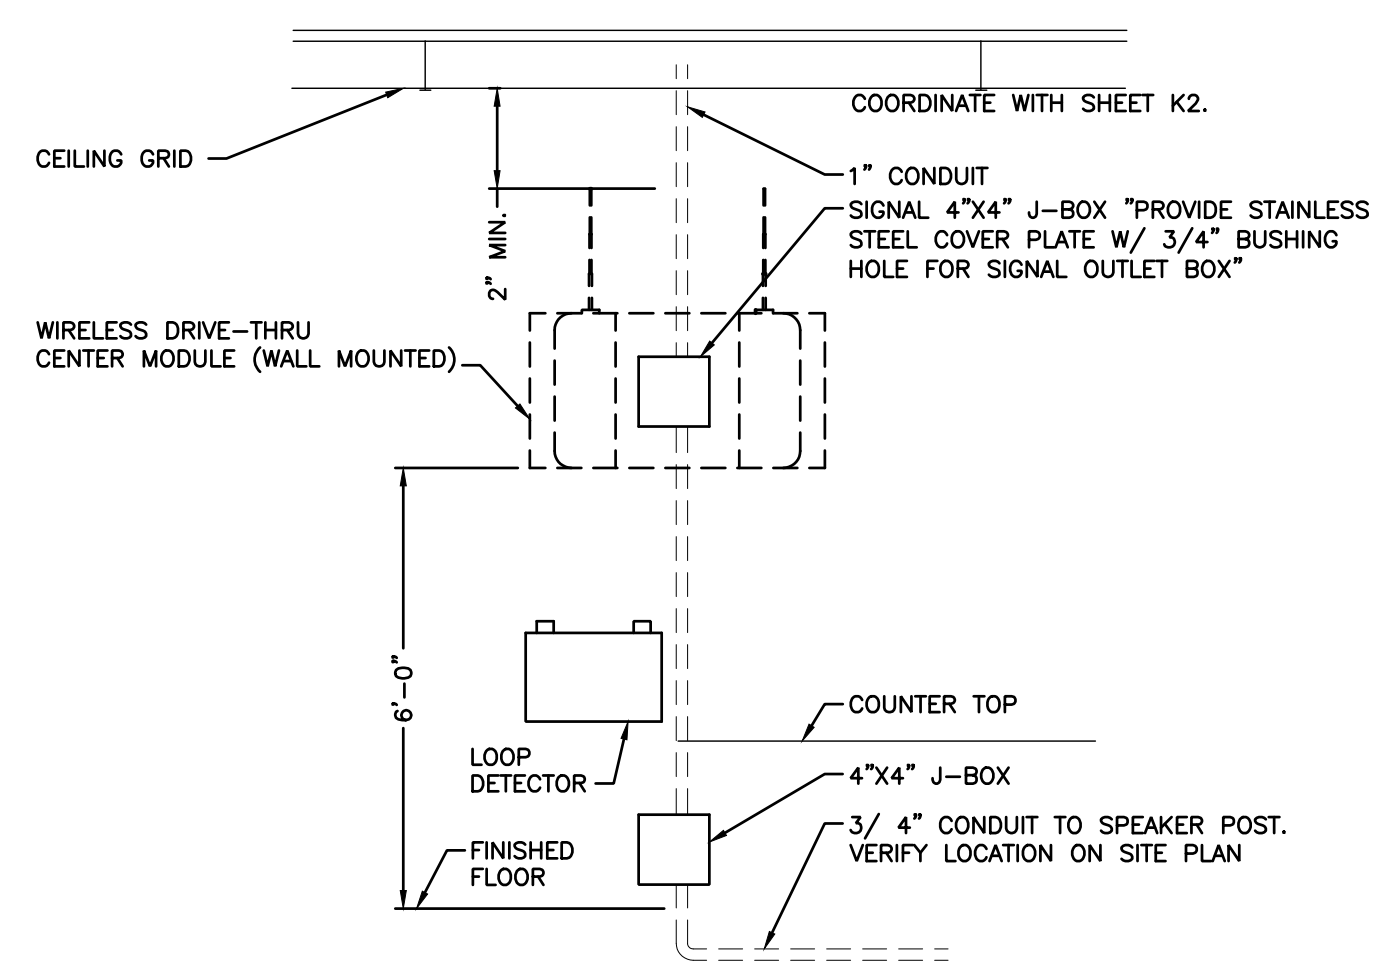 COORDINATE WITH SHEET K2.
CEILING GRID
1" CONDUIT
SIGNAL 4"X4" J-BOX "PROVIDE STAINLESS
STEEL COVER PLATE W/ 3/4" BUSHING
HOLE FOR SIGNAL OUTLET BOX"
2" MIN.
WIRELESS DRIVE-THRU
CENTER MODULE (WALL MOUNTED)
6'-0"
COUNTER TOP
LOOP
DETECTOR
4"X4" J-BOX
3/ 4" CONDUIT TO SPEAKER POST.
VERIFY LOCATION ON SITE PLAN
FINISHED
FLOOR